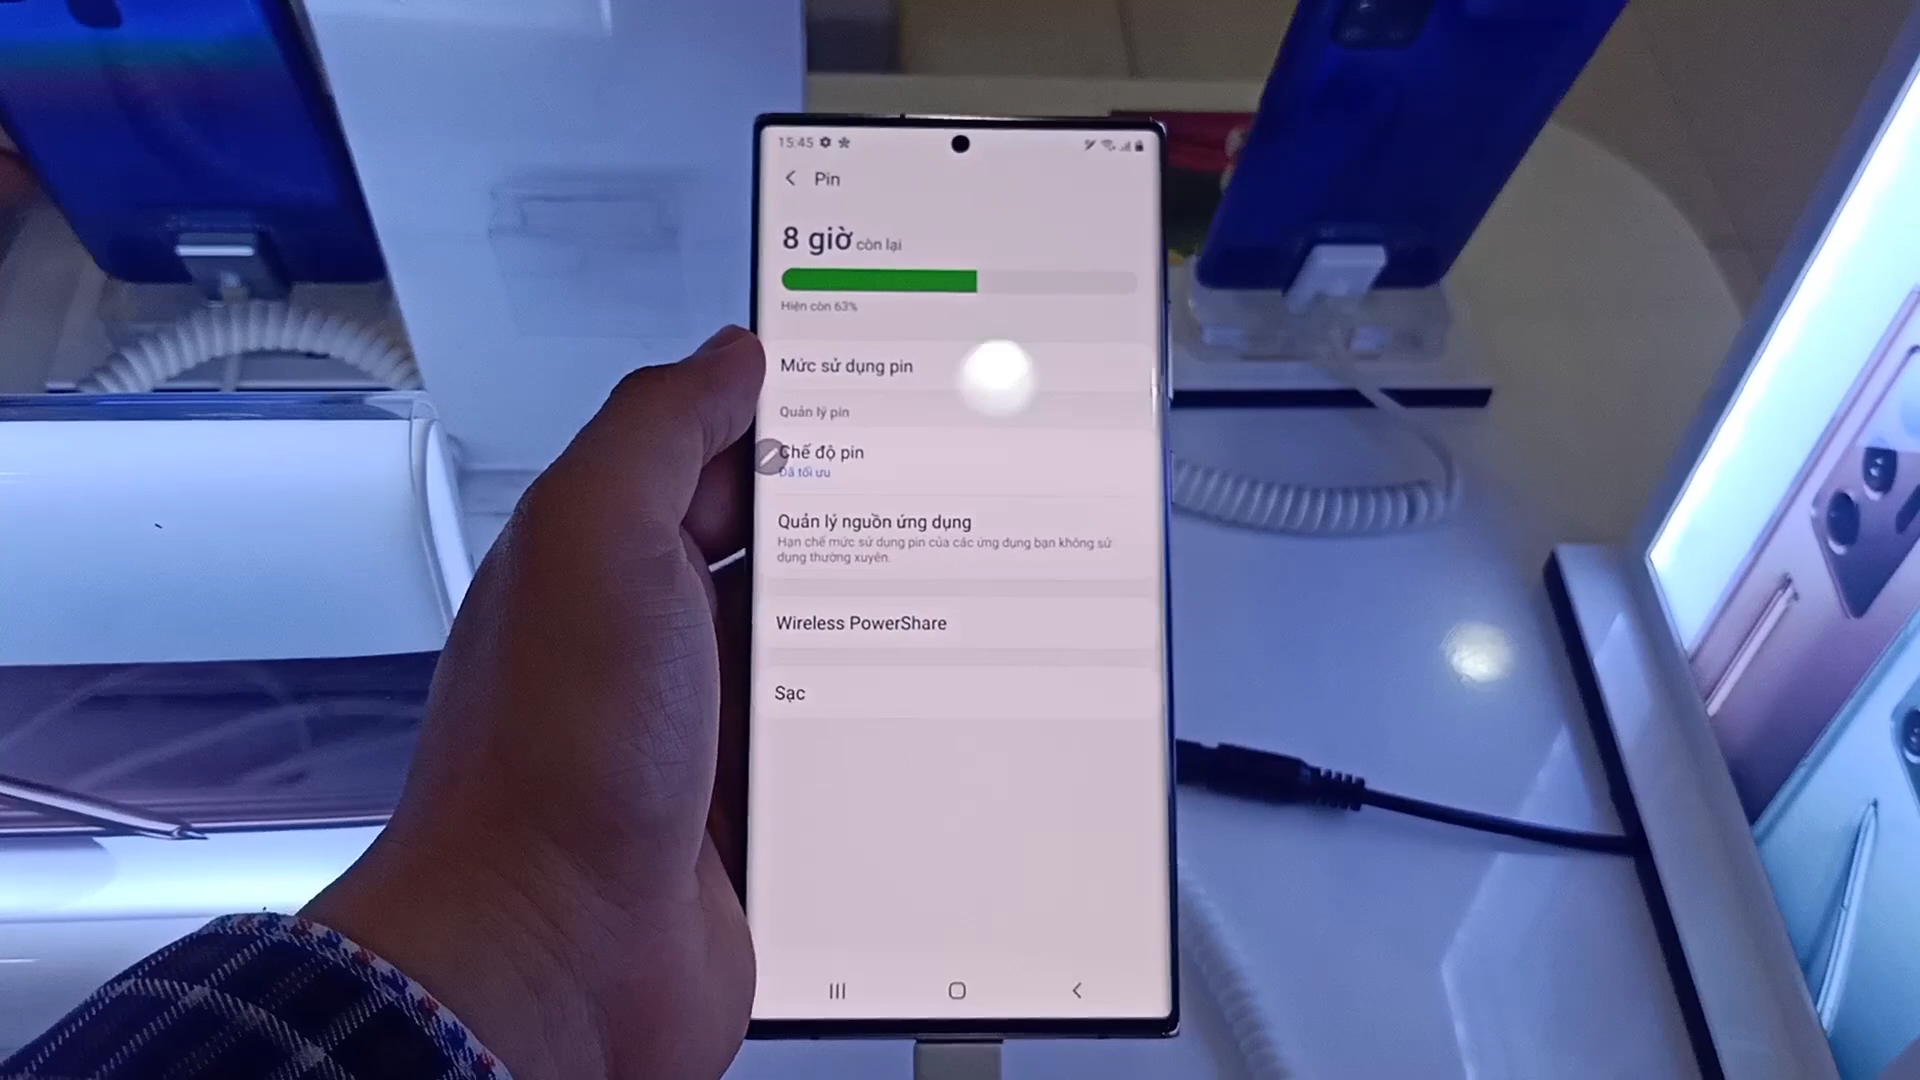 15:45
Pin
8 giờ còn lại
Hiện còn 63%
Mức sử dụng pin
Quản lý pin
Chế độ pin
Đã tối ưu
Quản lý nguồn ứng dụng
Hạn chế mức sử dụng pin của các ứng dụng bạn không sử
dụng thường xuyên.
Wireless PowerShare
Sạc